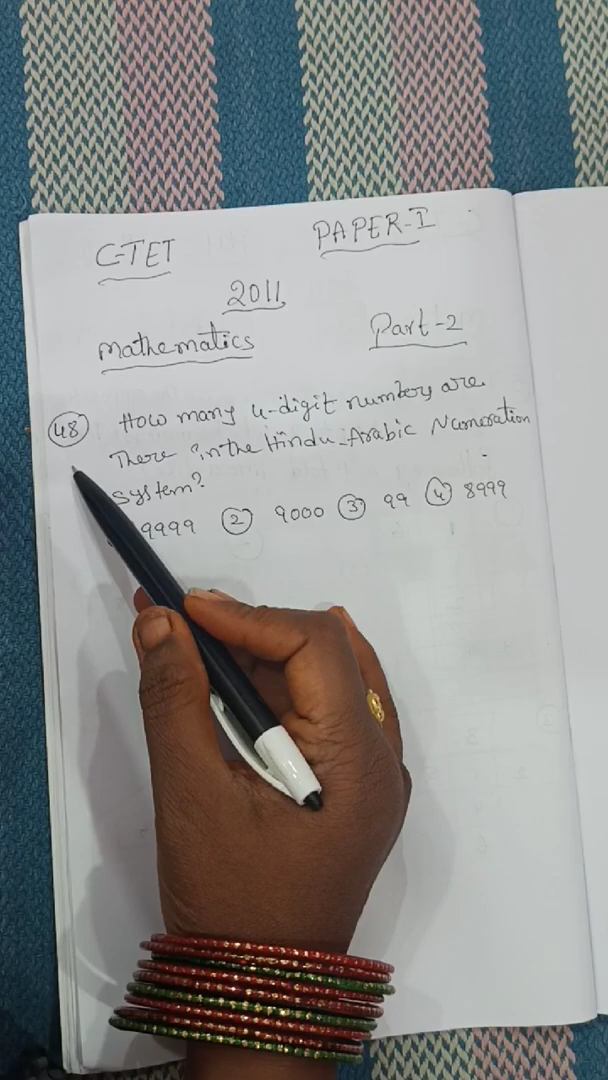 C-TET PAPER-I
2011
Mathematics Part-2
48 How many 4-digit numbers are
There in the Hindu-Arabic Numeration
system?
9999 2 9000 3 99 4 8999